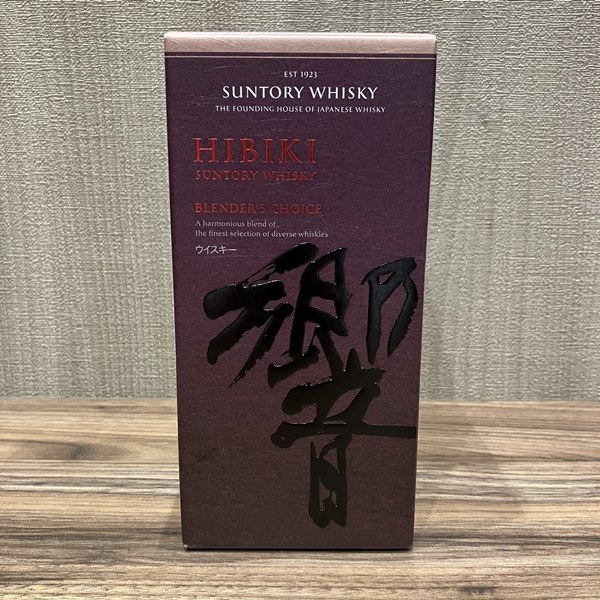 EST 1923
SUNTORY WHISKY
THE FOUNDING HOUSE OF JAPANESE WHISKY
HIBIKI
SUNTORY WHISKY
BLENDER'S CHOICE
A harmonious blend of
the finest selection of diverse whiskies
ウイスキー
響